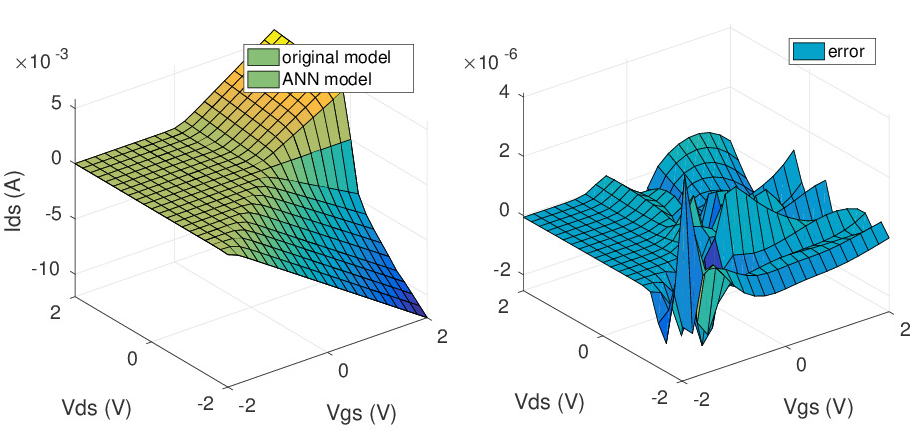 ×10 -3
original model
ANN model
5
0
-5
-10
Ids (A)
2
0
-2
Vds (V)
-2
0
2
Vgs (V)
×10 -6
error
4
2
0
-2
2
0
-2
Vds (V)
-2
0
2
Vgs (V)